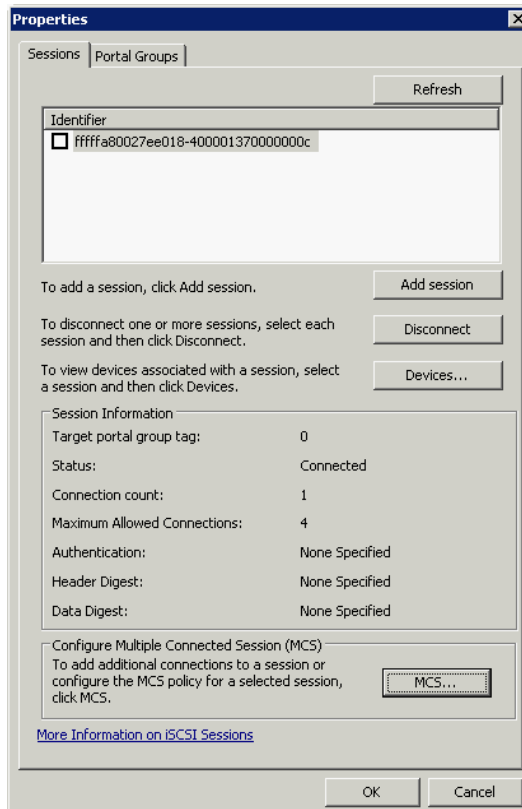 Properties
Sessions
Portal Groups
Refresh
Identifier
fffffa80027ee018-400001370000000c
To add a session, click Add session.
Add session
To disconnect one or more sessions, select each
session and then click Disconnect.
Disconnect
To view devices associated with a session, select
a session and then click Devices.
Devices...
Session Information
Target portal group tag: 0
Status: Connected
Connection count: 1
Maximum Allowed Connections: 4
Authentication: None Specified
Header Digest: None Specified
Data Digest: None Specified
Configure Multiple Connected Session (MCS)
To add additional connections to a session or
configure the MCS policy for a selected session,
click MCS.
MCS...
More Information on iSCSI Sessions
OK
Cancel